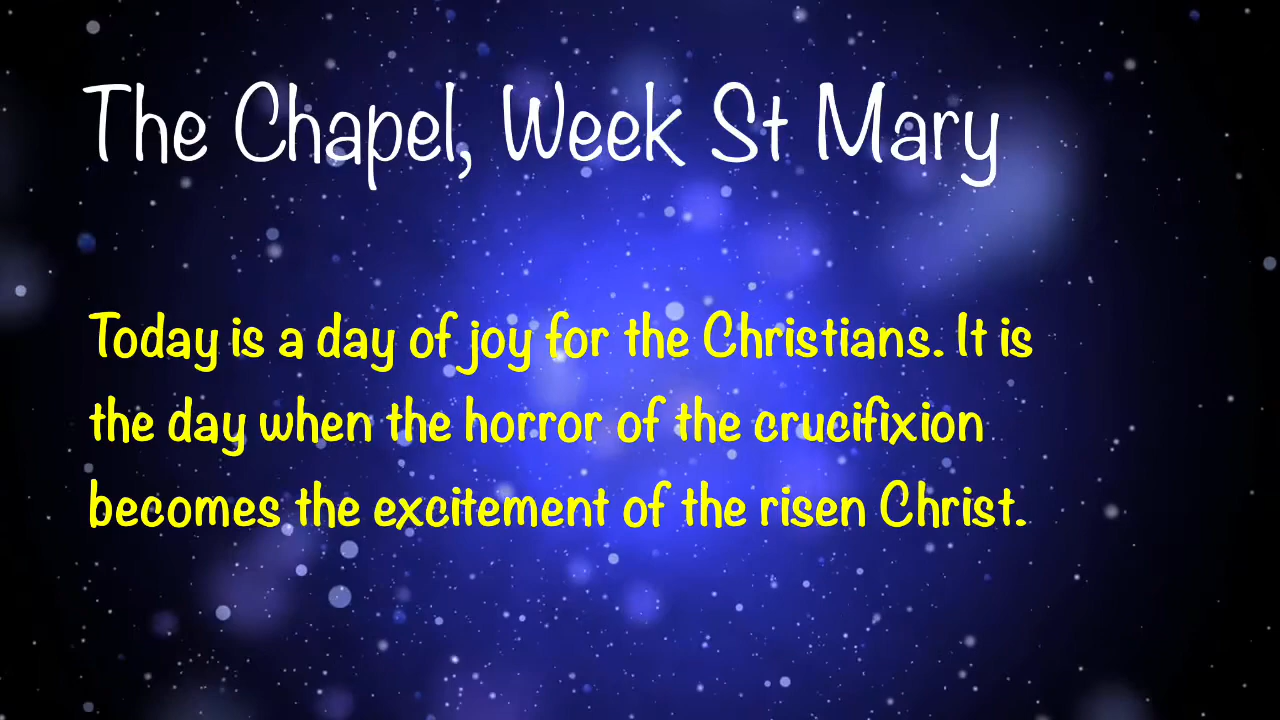 The Chapel, Week St Mary
Today is a day of joy for the Christians. It is
the day when the horror of the crucifixion
becomes the excitement of the risen Christ.